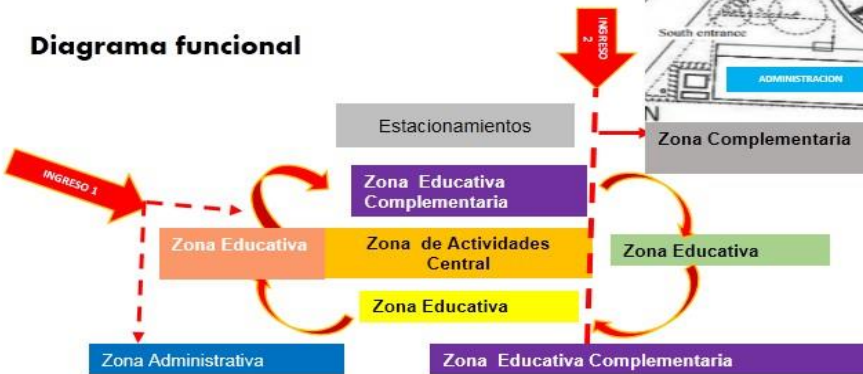 Diagrama funcional
INGRESO
2
South entrance
ADMINISTRACION
N
Estacionamientos
Zona Complementaria
INGRESO 1
Zona Educativa
Complementaria
Zona Educativa
Zona de Actividades
Central
Zona Educativa
Zona Educativa
Zona Administrativa
Zona Educativa Complementaria